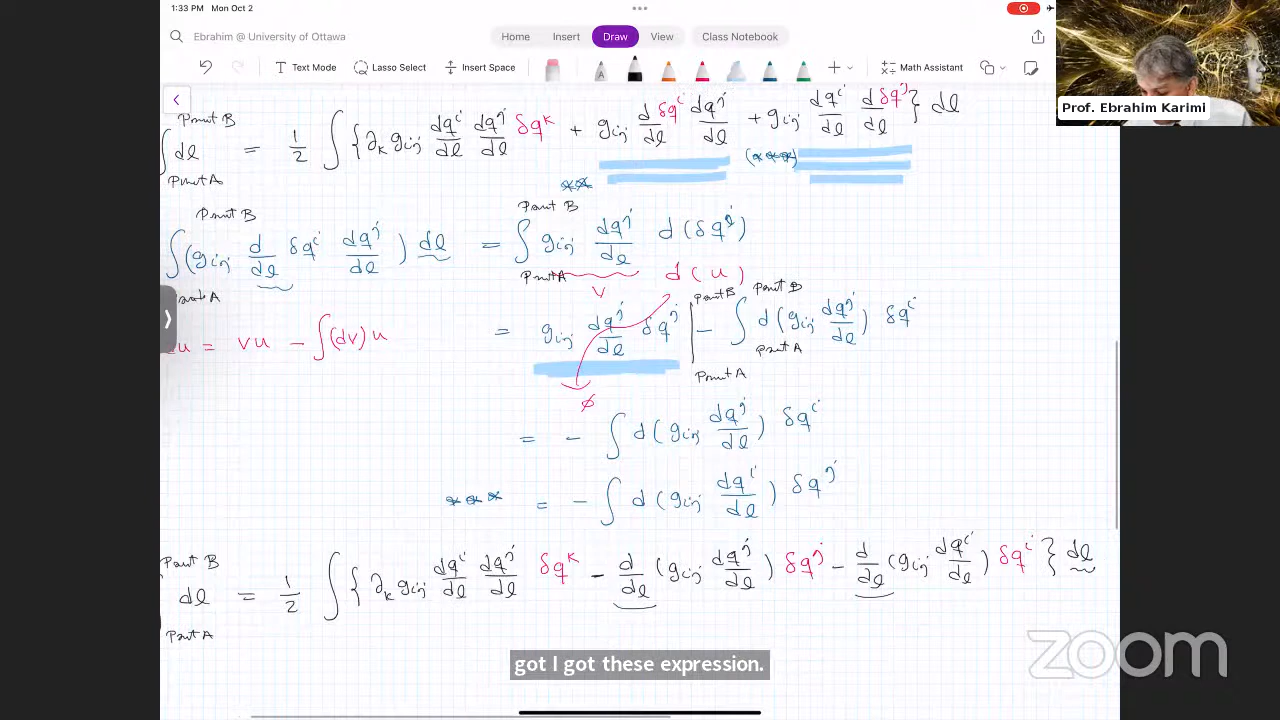 1:33 PM Mon Oct 2
Ebrahim @ University of Ottawa Home Insert Draw View Class Notebook
Text Mode Lasso Select Insert Space Math Assistant
Prof. Ebrahim Karimi
Point B
∫ dl = 1/2 ∫ { ∂k gij dq^i/dl dq^j/dl δq^k + gij d/dl δq^i dq^j/dl + gij dq^i/dl d/dl δq^j } dl
Point A
** (***)
Point B Point B
∫ (gij d/dl δq^i dq^j/dl) dl = ∫ gij dq^j/dl d(δq^i)
Point A Point A
v d(u)
Point B Point B
u = vu - ∫(dv)u = gij dq^j/dl δq^j | - ∫ d(gij dq^j/dl) δq^i
Point A Point A
ø
= - ∫ d(gij dq^j/dl) δq^i
*** = - ∫ d(gij dq^i/dl) δq^j
Point B
dl = 1/2 ∫ { ∂k gij dq^i/dl dq^j/dl δq^k - d/dl (gij dq^j/dl) δq^j - d/dl (gij dq^i/dl) δq^i } dl
Point A
got I got these expression.
zoom